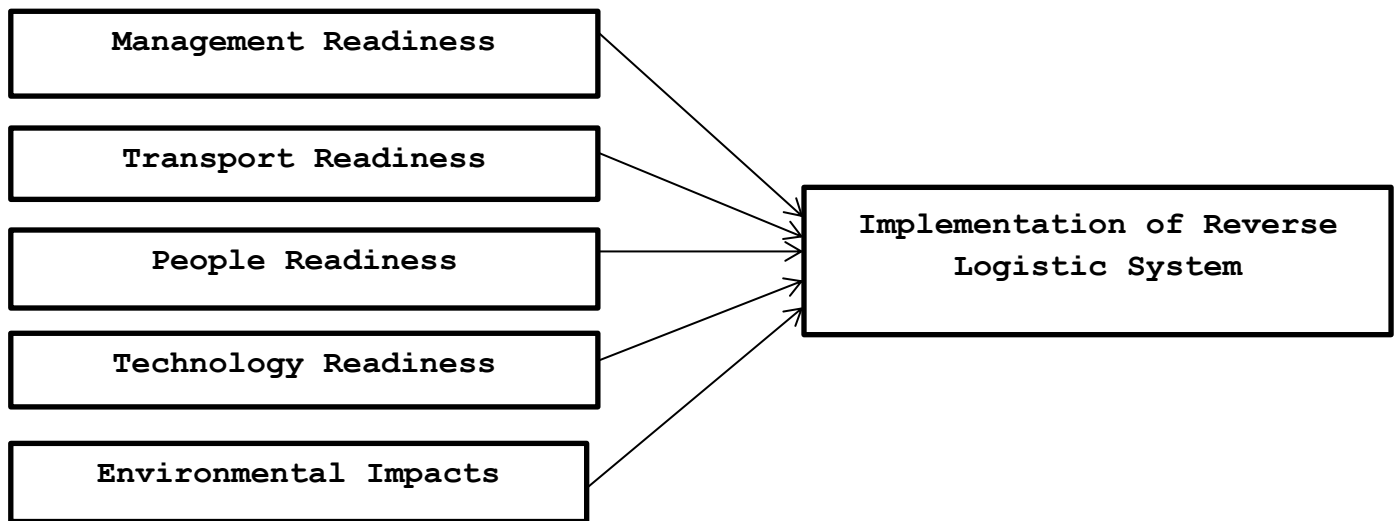 Management Readiness
Transport Readiness
People Readiness
Technology Readiness
Environmental Impacts
Implementation of Reverse
Logistic System